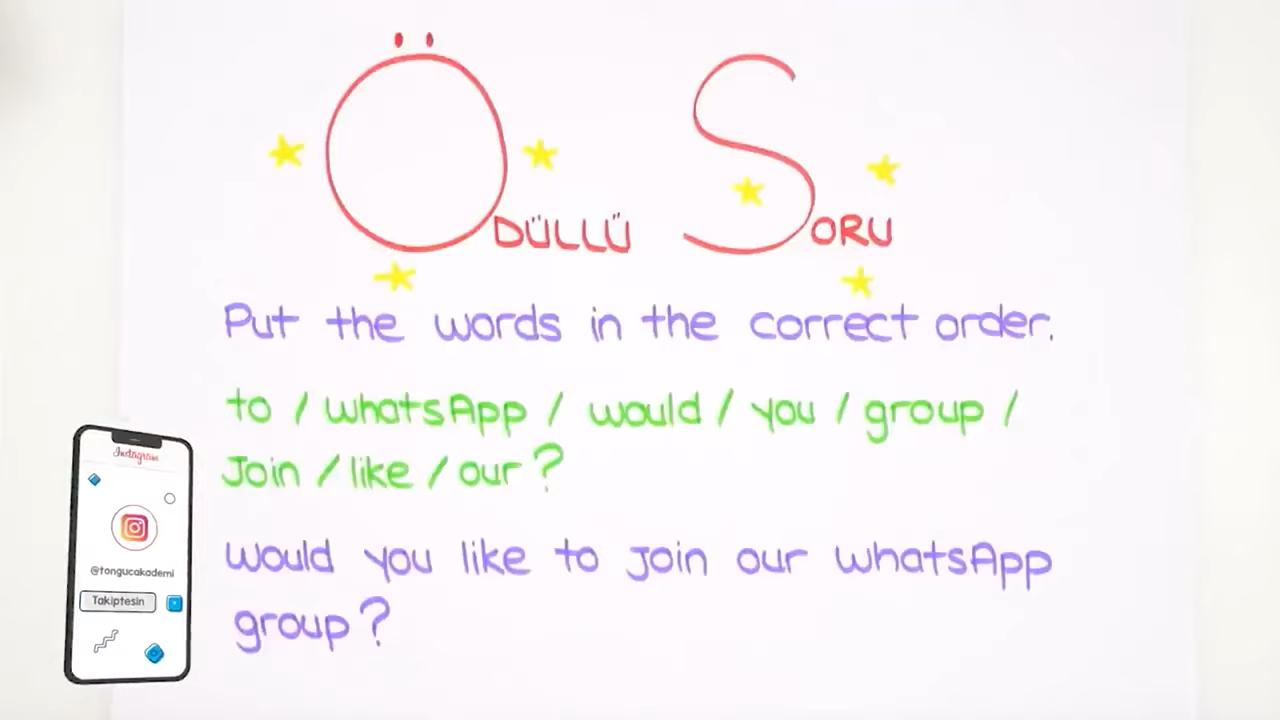 ÖDÜLLÜ SORU
Put the words in the correct order.
to / whatsApp / would / you / group /
Join / like / our ?
would you like to join our whatsApp
group ?
Instagram
@tongucakademi
Takiptesin